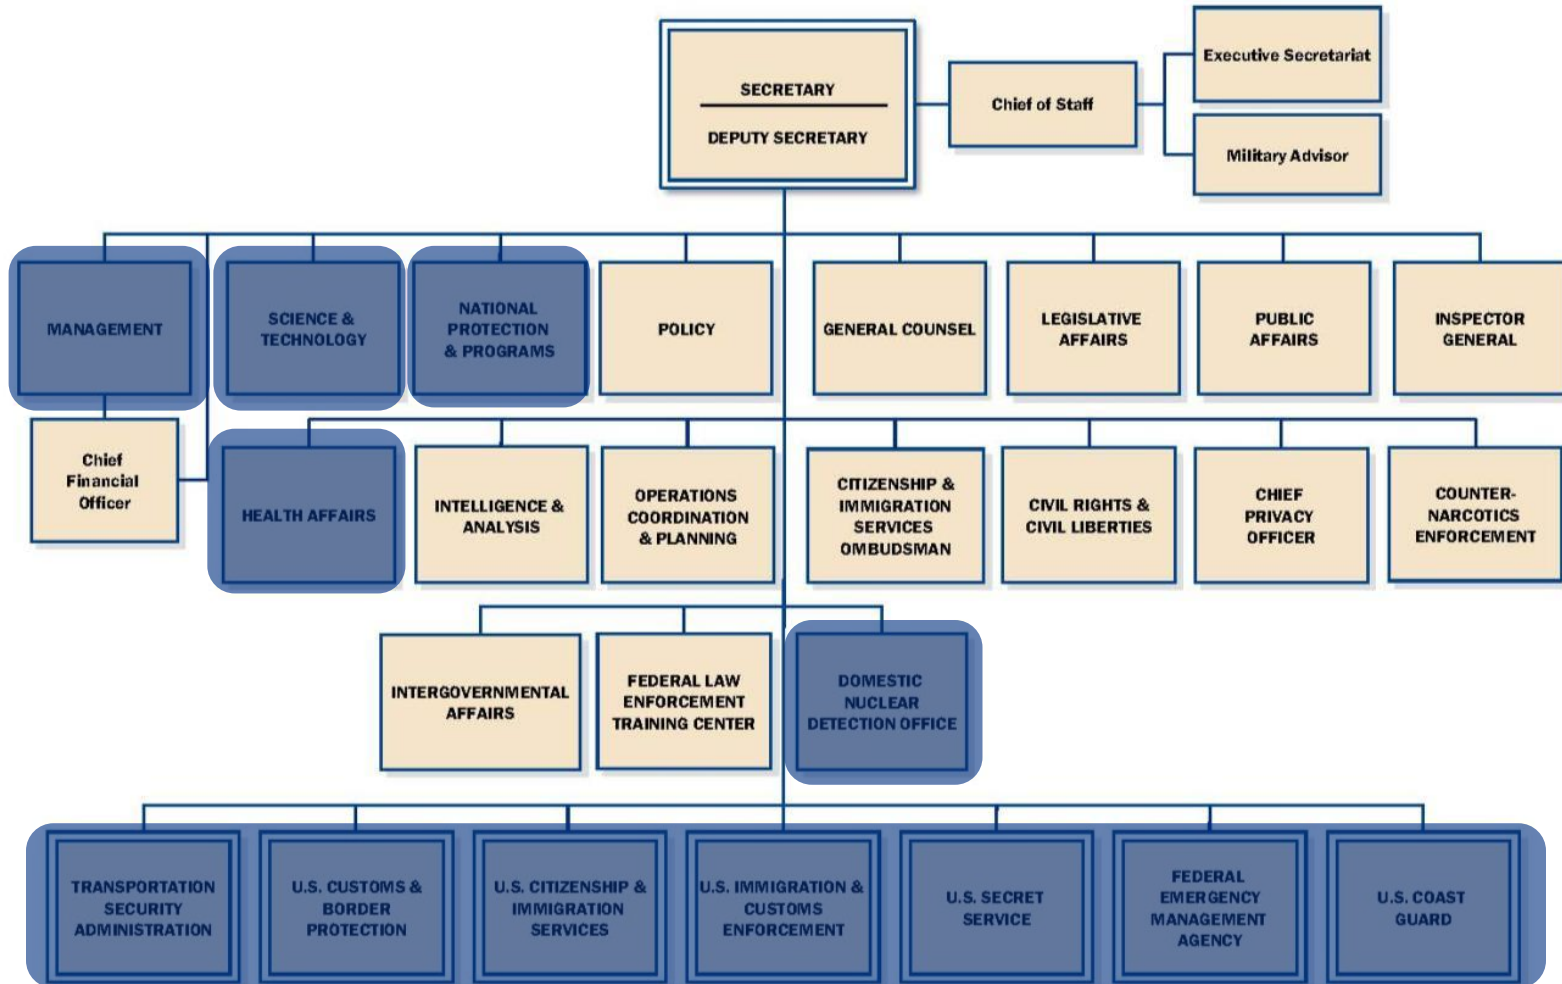 SECRETARY
DEPUTY SECRETARY
Chief of Staff
Executive Secretariat
Military Advisor
MANAGEMENT
SCIENCE &
TECHNOLOGY
NATIONAL
PROTECTION
& PROGRAMS
POLICY
GENERAL COUNSEL
LEGISLATIVE
AFFAIRS
PUBLIC
AFFAIRS
INSPECTOR
GENERAL
Chief
Financial
Officer
HEALTH AFFAIRS
INTELLIGENCE &
ANALYSIS
OPERATIONS
COORDINATION
& PLANNING
CITIZENSHIP &
IMMIGRATION
SERVICES
OMBUDSMAN
CIVIL RIGHTS &
CIVIL LIBERTIES
CHIEF
PRIVACY
OFFICER
COUNTER-
NARCOTICS
ENFORCEMENT
INTERGOVERNMENTAL
AFFAIRS
FEDERAL LAW
ENFORCEMENT
TRAINING CENTER
DOMESTIC
NUCLEAR
DETECTION OFFICE
TRANSPORTATION
SECURITY
ADMINISTRATION
U.S. CUSTOMS &
BORDER
PROTECTION
U.S. CITIZENSHIP &
IMMIGRATION
SERVICES
U.S. IMMIGRATION &
CUSTOMS
ENFORCEMENT
U.S. SECRET
SERVICE
FEDERAL
EMERGENCY
MANAGEMENT
AGENCY
U.S. COAST
GUARD